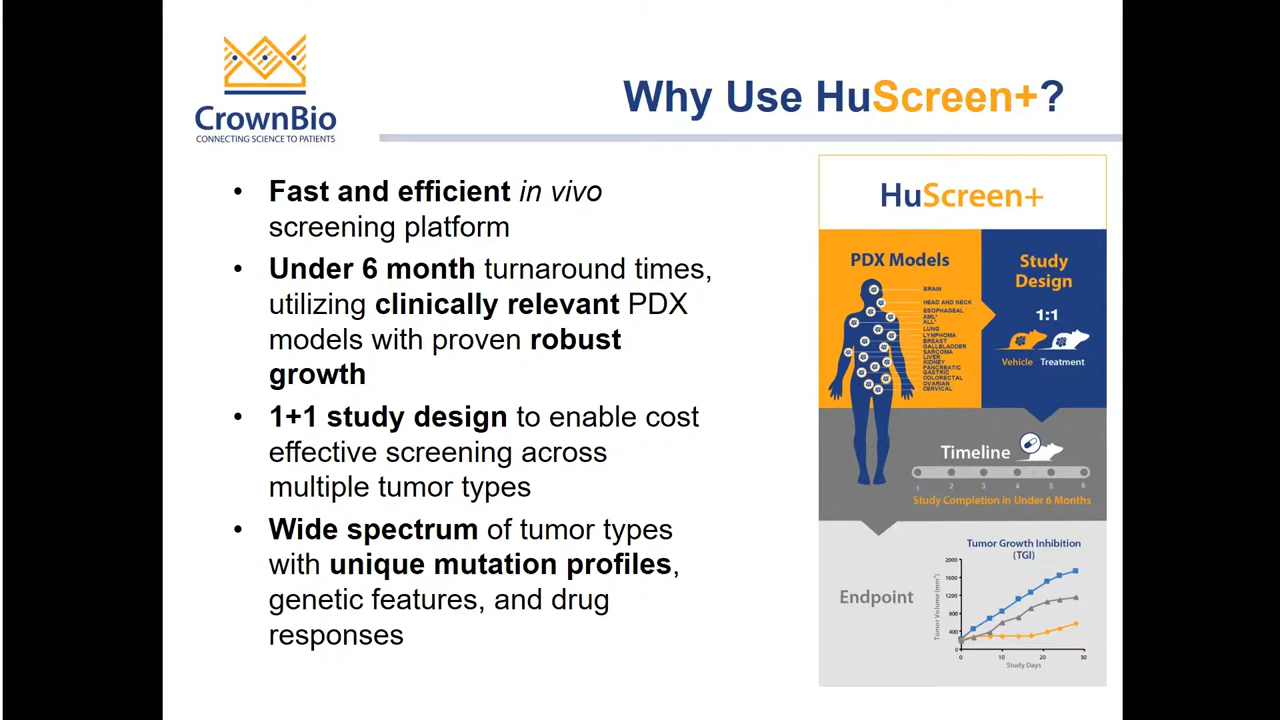 CrownBio
CONNECTING SCIENCE TO PATIENTS
Why Use HuScreen+?
• Fast and efficient in vivo
screening platform
• Under 6 month turnaround times,
utilizing clinically relevant PDX
models with proven robust
growth
• 1+1 study design to enable cost
effective screening across
multiple tumor types
• Wide spectrum of tumor types
with unique mutation profiles,
genetic features, and drug
responses
HuScreen+
PDX Models
BRAIN
HEAD AND NECK
ESOPHAGEAL
AML*
ALL*
LUNG
LYMPHOMA
BREAST
GALLBLADDER
SARCOMA
LIVER
KIDNEY
PANCREATIC
GASTRIC
COLORECTAL
OVARIAN
CERVICAL
Study
Design
1:1
Vehicle Treatment
Timeline
1 2 3 4 5 6
Study Completion in Under 6 Months
Endpoint
Tumor Growth Inhibition
(TGI)
Tumor Volume (mm³)
2000
1600
1200
800
400
0
0 10 20 30
Study Days